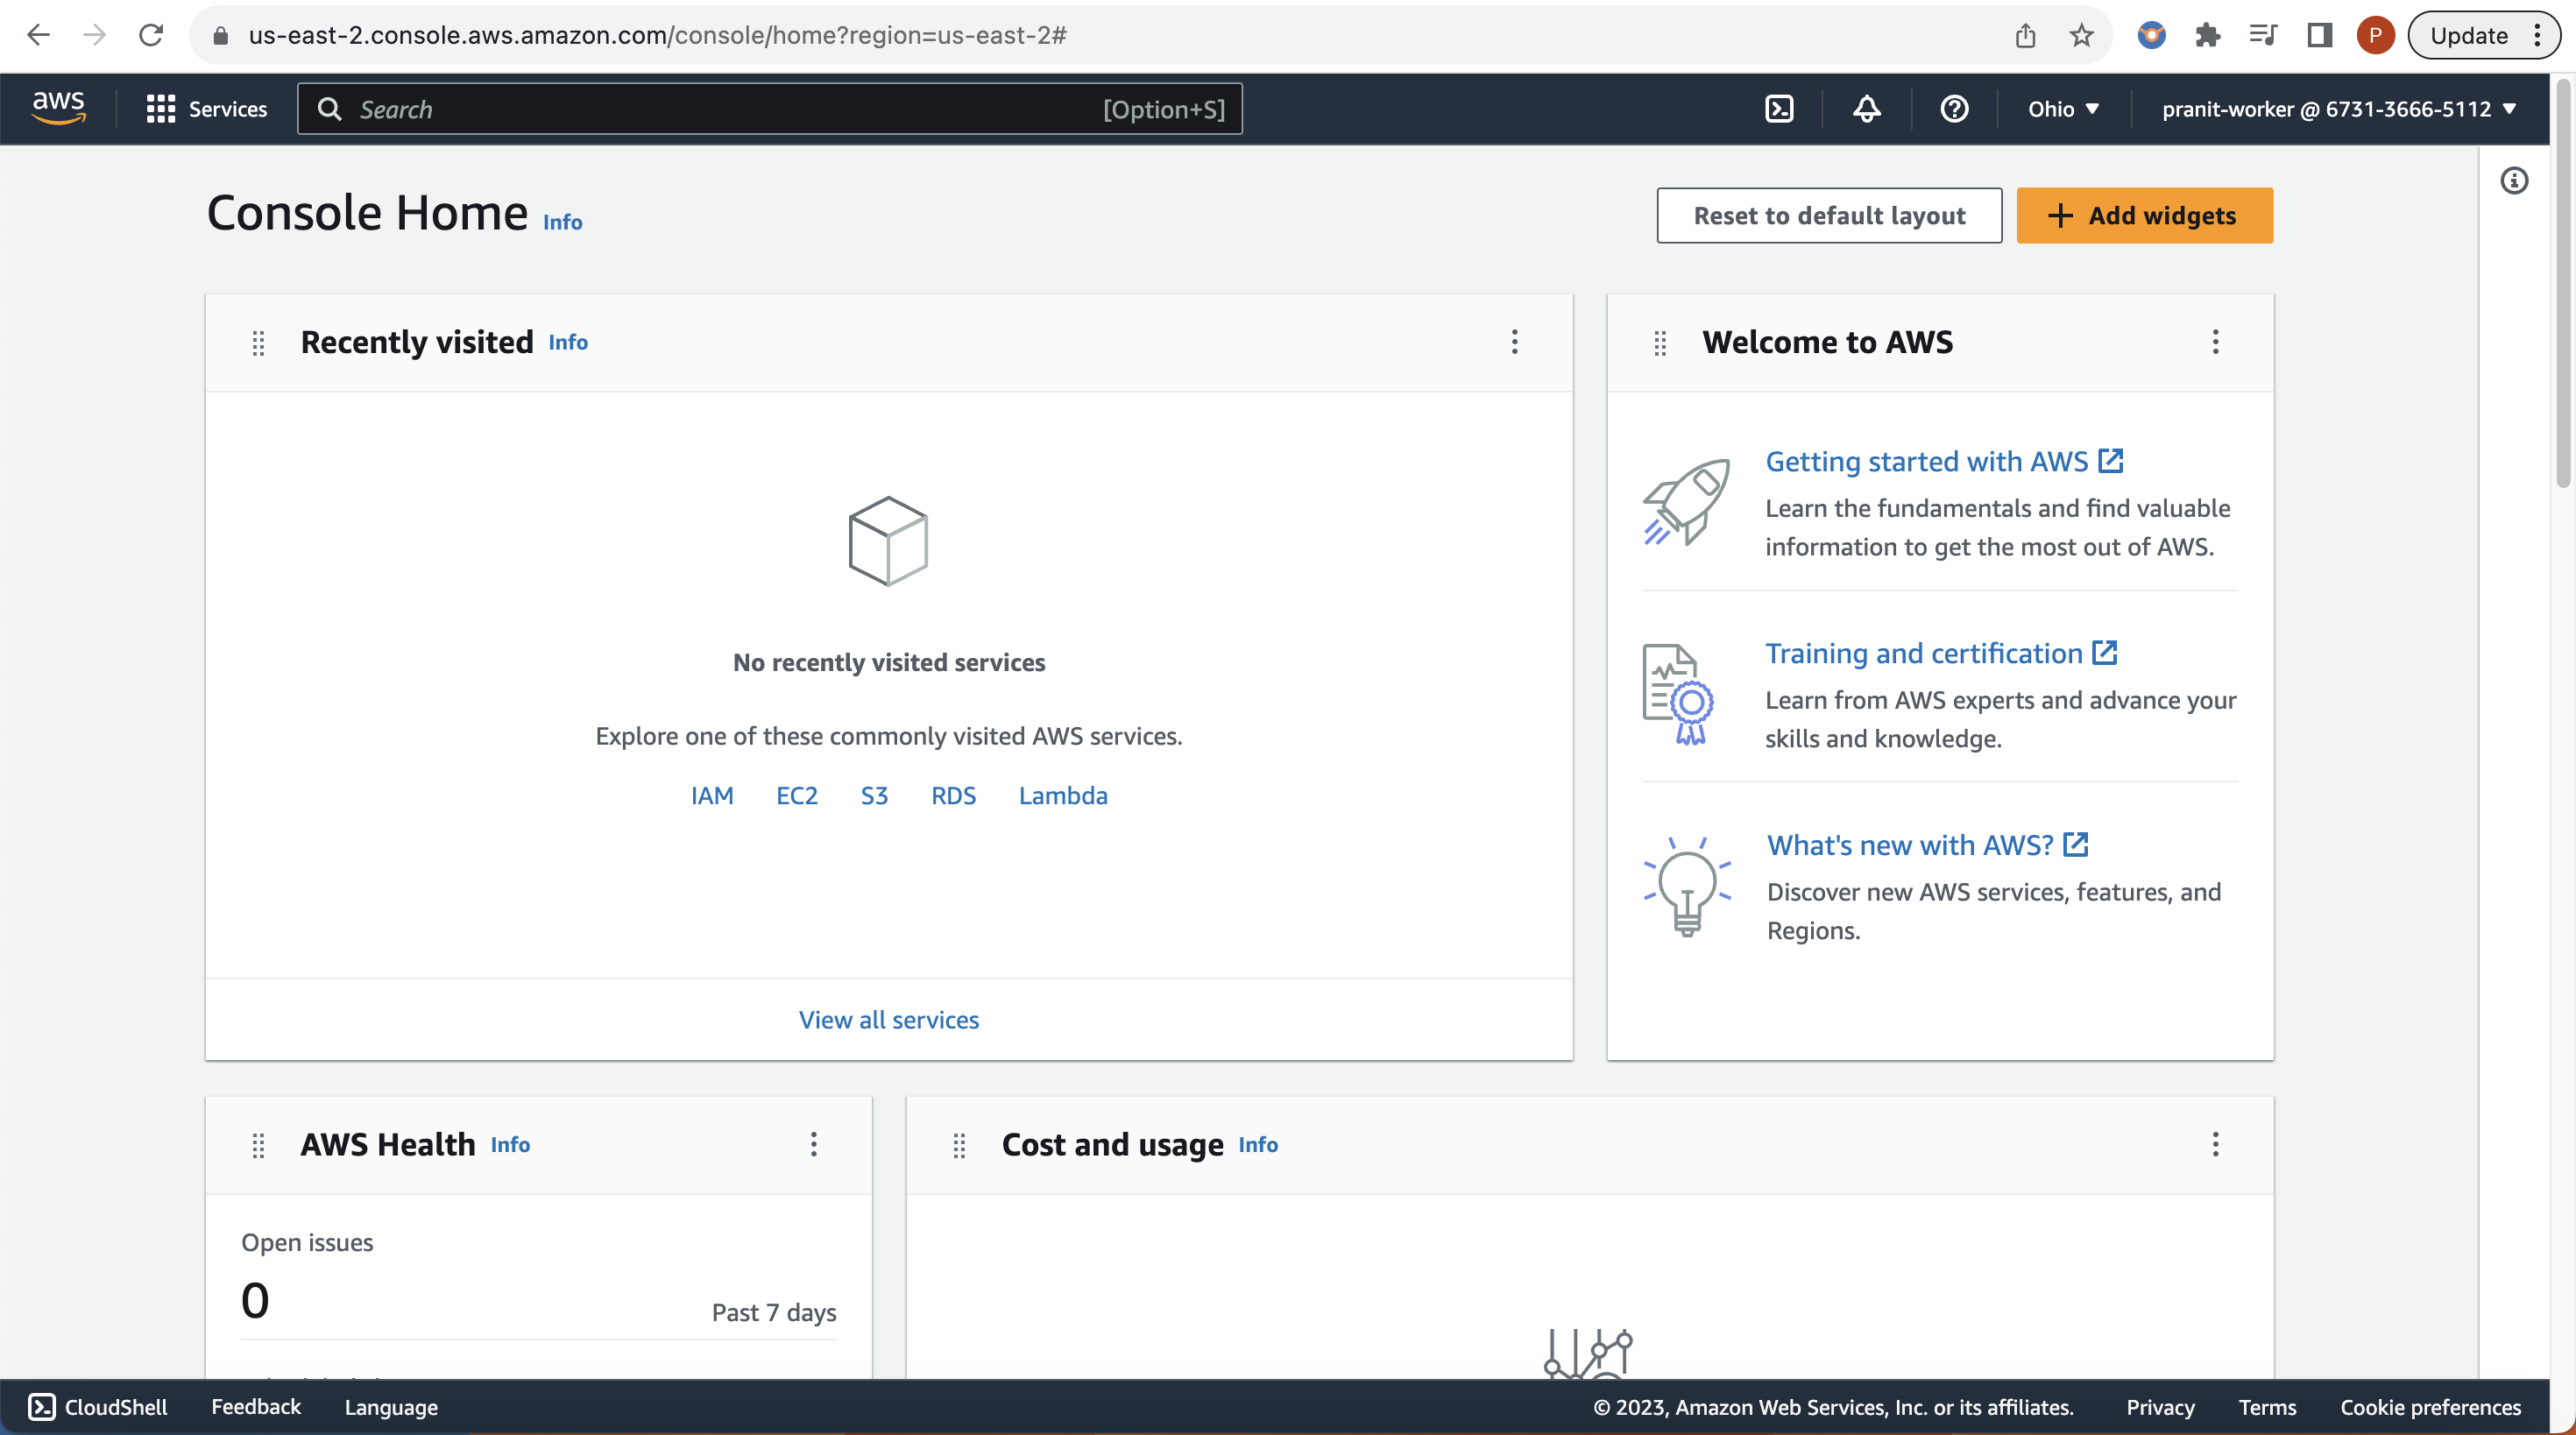 us-east-2.console.aws.amazon.com/console/home?region=us-east-2#
P
Update
aws
Services
Search
[Option+S]
Ohio
pranit-worker @ 6731-3666-5112
Console Home Info
Reset to default layout
Add widgets
Recently visited Info
No recently visited services
Explore one of these commonly visited AWS services.
IAM EC2 S3 RDS Lambda
View all services
Welcome to AWS
Getting started with AWS
Learn the fundamentals and find valuable
information to get the most out of AWS.
Training and certification
Learn from AWS experts and advance your
skills and knowledge.
What's new with AWS?
Discover new AWS services, features, and
Regions.
AWS Health Info
Open issues
0
Past 7 days
Cost and usage Info
CloudShell
Feedback
Language
© 2023, Amazon Web Services, Inc. or its affiliates.
Privacy
Terms
Cookie preferences